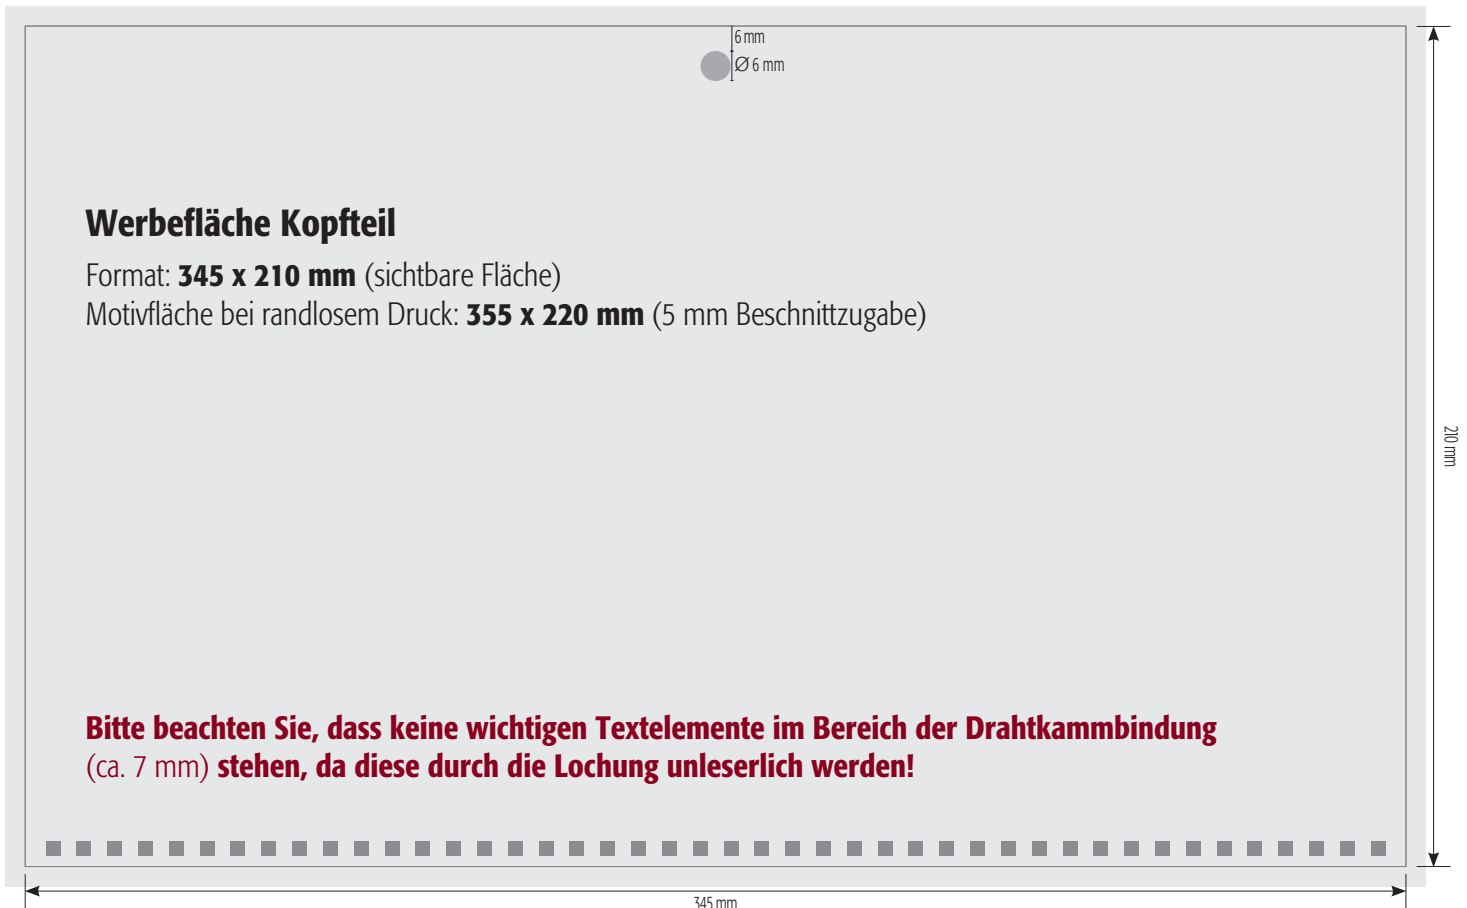 6 mm
Ø 6 mm
Werbefläche Kopfteil
Format: 345 x 210 mm (sichtbare Fläche)
Motivfläche bei randlosem Druck: 355 x 220 mm (5 mm Beschnittzugabe)
210 mm
Bitte beachten Sie, dass keine wichtigen Textelemente im Bereich der Drahtkammbindung
(ca. 7 mm) stehen, da diese durch die Lochung unleserlich werden!
345 mm